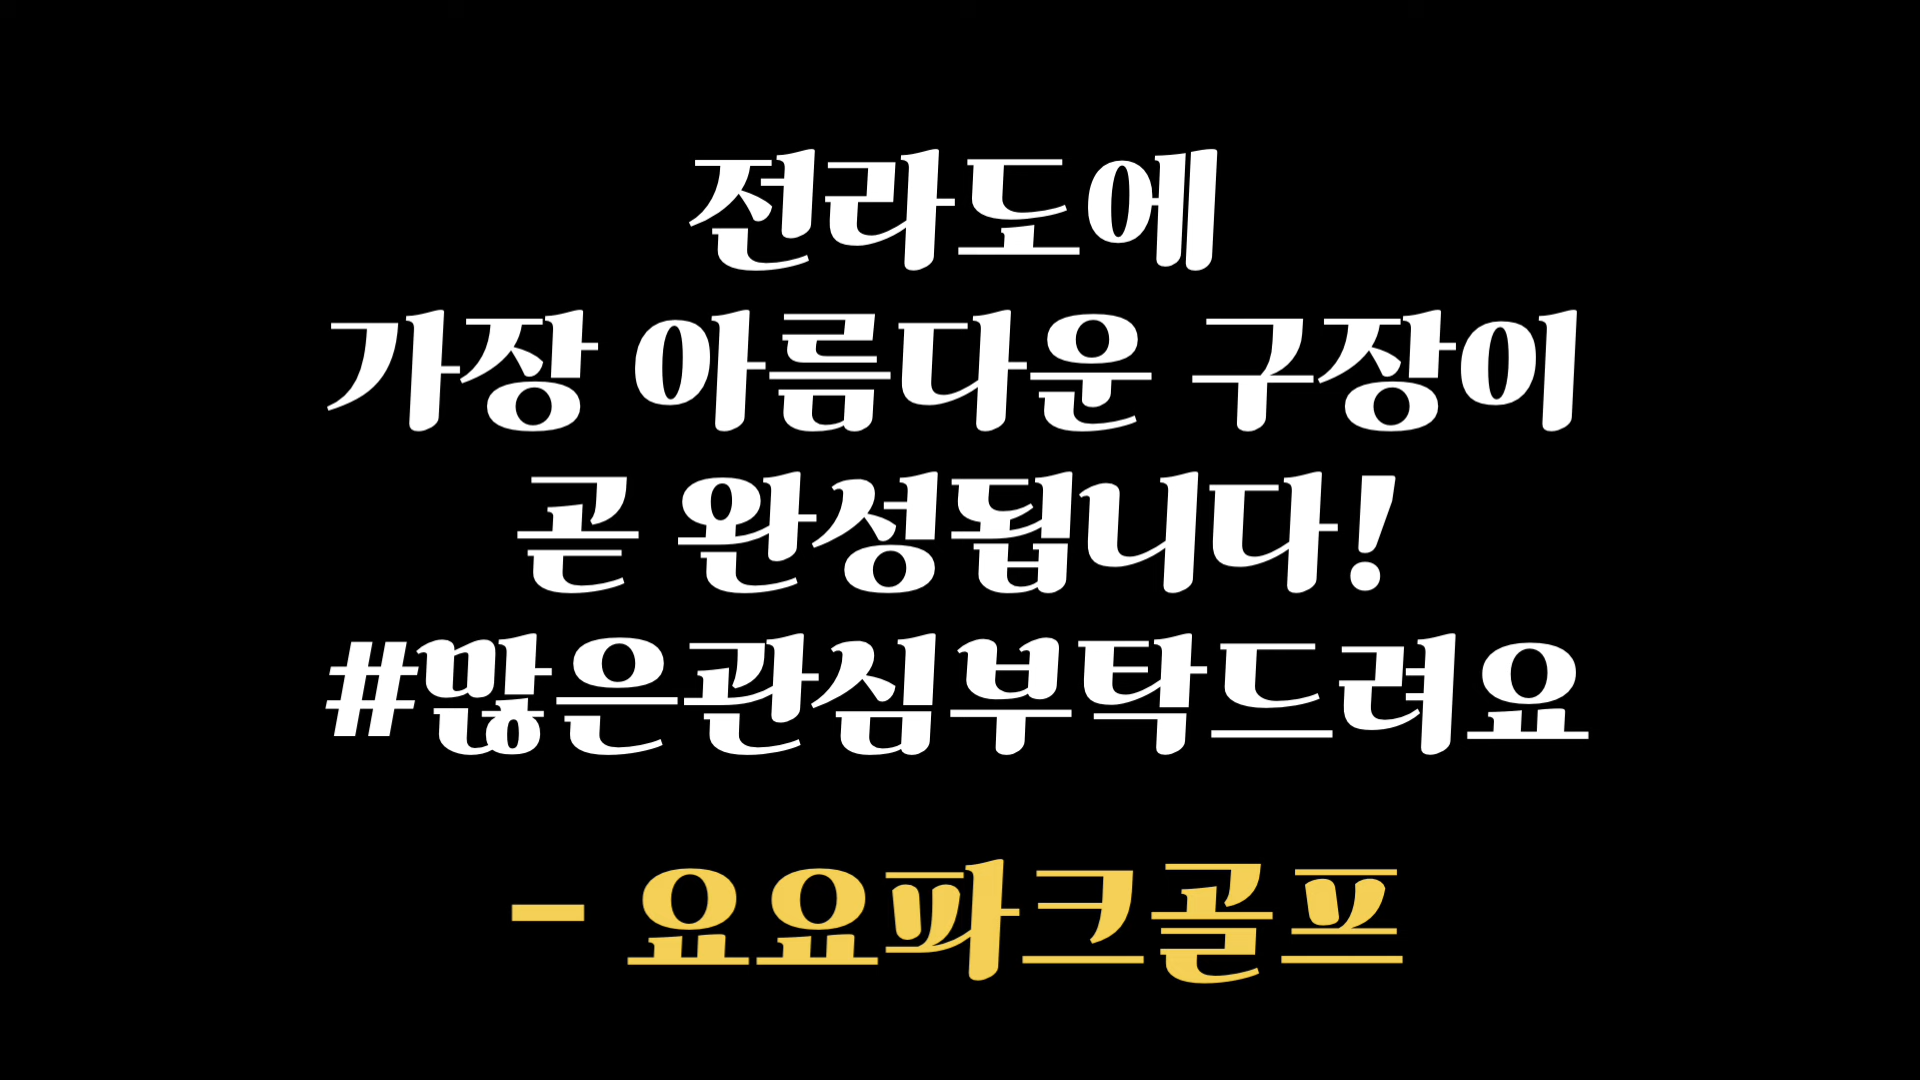 전라도에
가장 아름다운 구장이
곧 완성됩니다!
#많은관심부탁드려요
- 요요파크골프